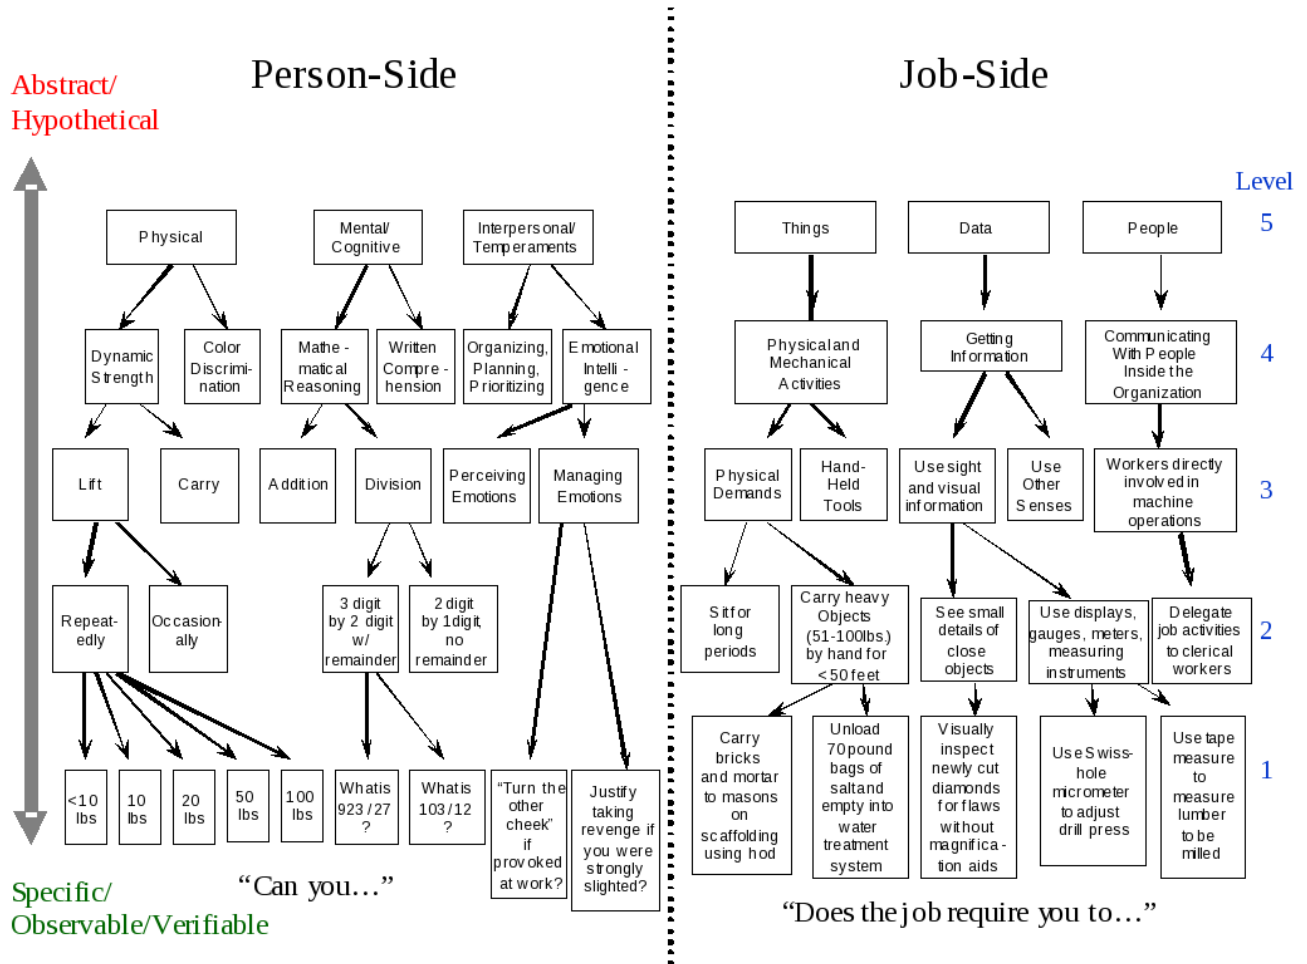 Person-Side
Job-Side
Abstract/
Hypothetical
Level
5
4
3
2
1
Physical
Mental/
Cognitive
Interpersonal/
Temperaments
Things
Data
People
Dynamic
Strength
Color
Discrimi-
nation
Mathe-
matical
Reasoning
Written
Compre-
hension
Organizing,
Planning,
Prioritizing
Emotional
Intelli-
gence
Physical and
Mechanical
Activities
Getting
Information
Communicating
With People
Inside the
Organization
Lift
Carry
Addition
Division
Perceiving
Emotions
Managing
Emotions
Physical
Demands
Hand-
Held
Tools
Use sight
and visual
information
Use
Other
Senses
Workers directly
involved in
machine
operations
Repeat-
edly
Occasion-
ally
3 digit
by 2 digit
w/
remainder
2 digit
by 1digit,
no
remainder
Sit for
long
periods
Carry heavy
Objects
(51-100lbs.)
by hand for
<50 feet
See small
details of
close
objects
Use displays,
gauges, meters,
measuring
instruments
Delegate
job activities
to clerical
workers
<10
lbs
10
lbs
20
lbs
50
lbs
100
lbs
What is
923/27
?
What is
103/12 ?
“Turn the
other
cheek”
if
provoked
at work?
Justify
taking
revenge if
you were
strongly
slighted?
Carry
bricks
and mortar
to masons
on
scaffolding
using hod
Unload
70 pound
bags of
salt and
empty into
water
treatment
system
Visually
inspect
newly cut
diamonds
for flaws
without
magnifica-
tion aids
Use Swiss-
hole
micrometer
to adjust
drill press
Use tape
measure
to
measure
lumber
to be
milled
Specific/
Observable/Verifiable
“Can you…”
“Does the job require you to…”